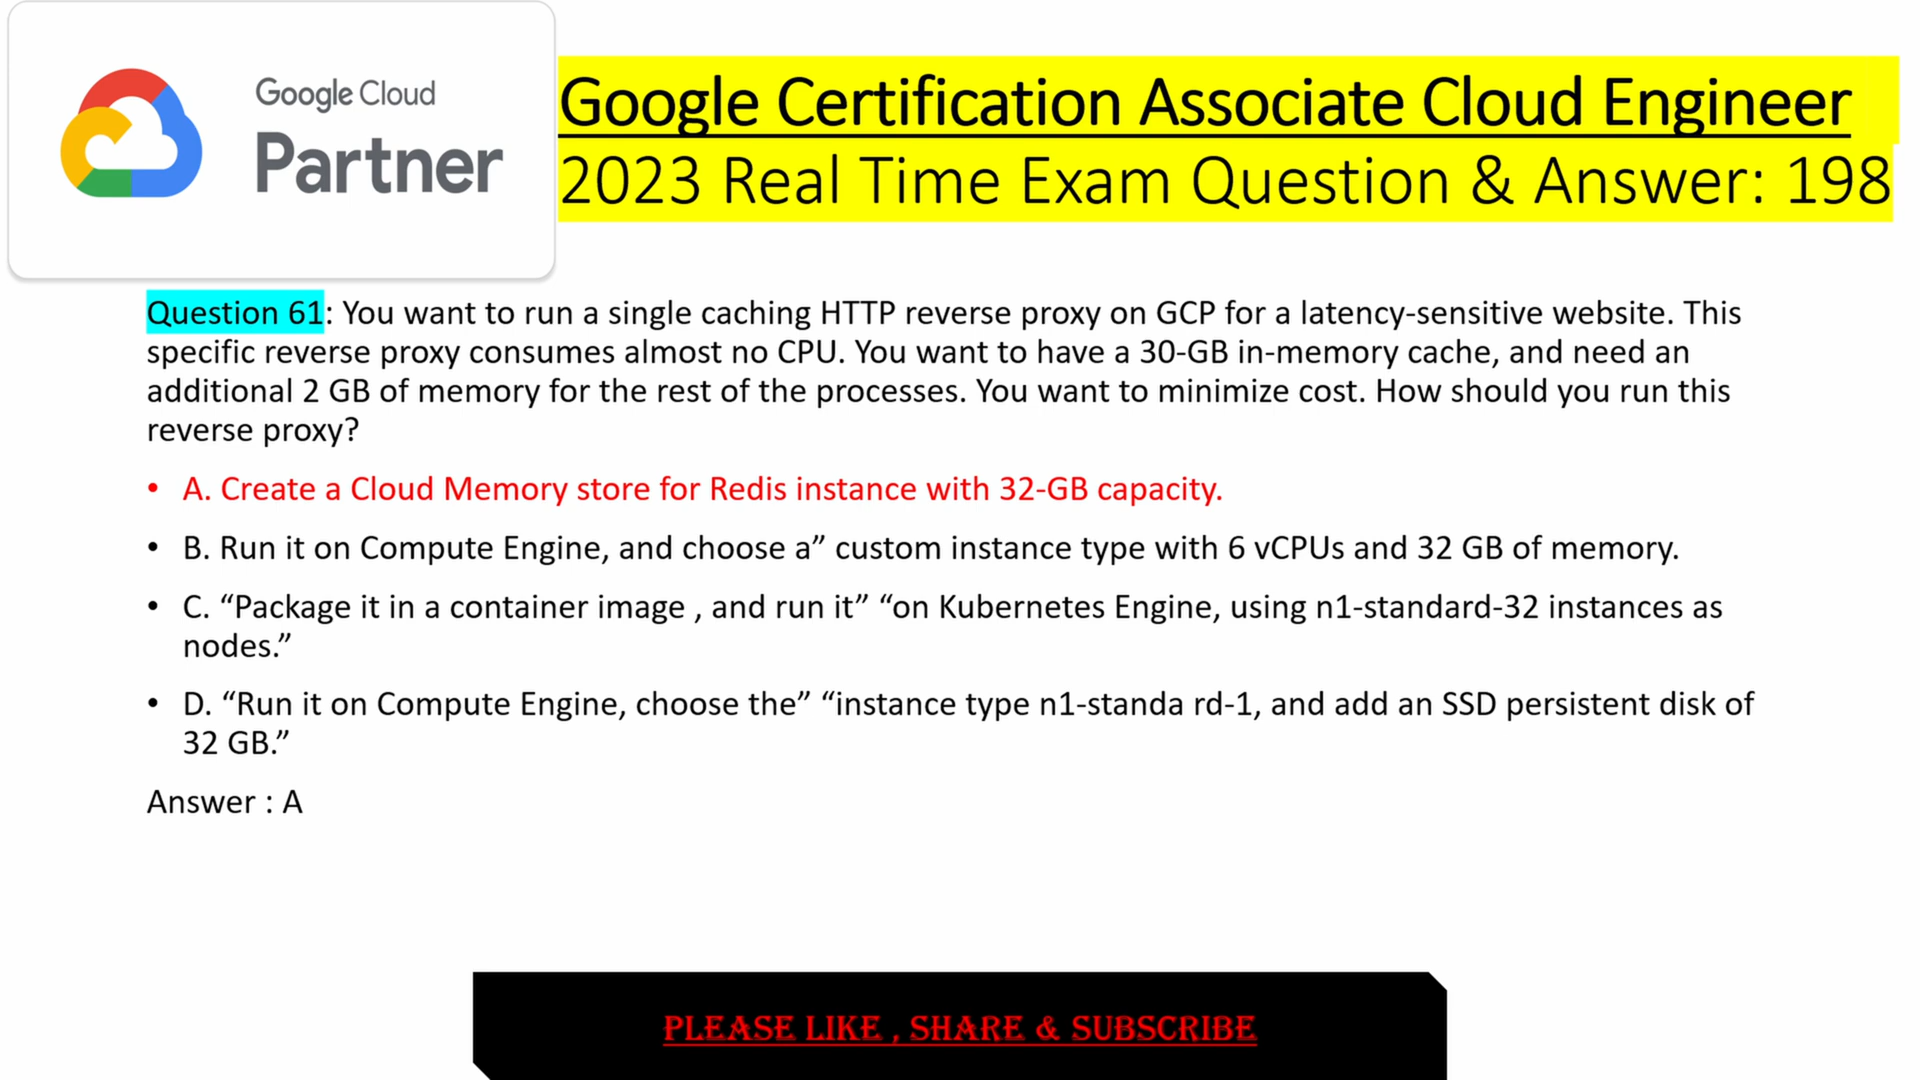 Google Cloud
Partner
Google Certification Associate Cloud Engineer
2023 Real Time Exam Question & Answer: 198
Question 61: You want to run a single caching HTTP reverse proxy on GCP for a latency-sensitive website. This
specific reverse proxy consumes almost no CPU. You want to have a 30-GB in-memory cache, and need an
additional 2 GB of memory for the rest of the processes. You want to minimize cost. How should you run this
reverse proxy?
• A. Create a Cloud Memory store for Redis instance with 32-GB capacity.
• B. Run it on Compute Engine, and choose a” custom instance type with 6 vCPUs and 32 GB of memory.
• C. “Package it in a container image , and run it” “on Kubernetes Engine, using n1-standard-32 instances as
nodes.”
• D. “Run it on Compute Engine, choose the” “instance type n1-standa rd-1, and add an SSD persistent disk of
32 GB.”
Answer : A
PLEASE LIKE , SHARE & SUBSCRIBE